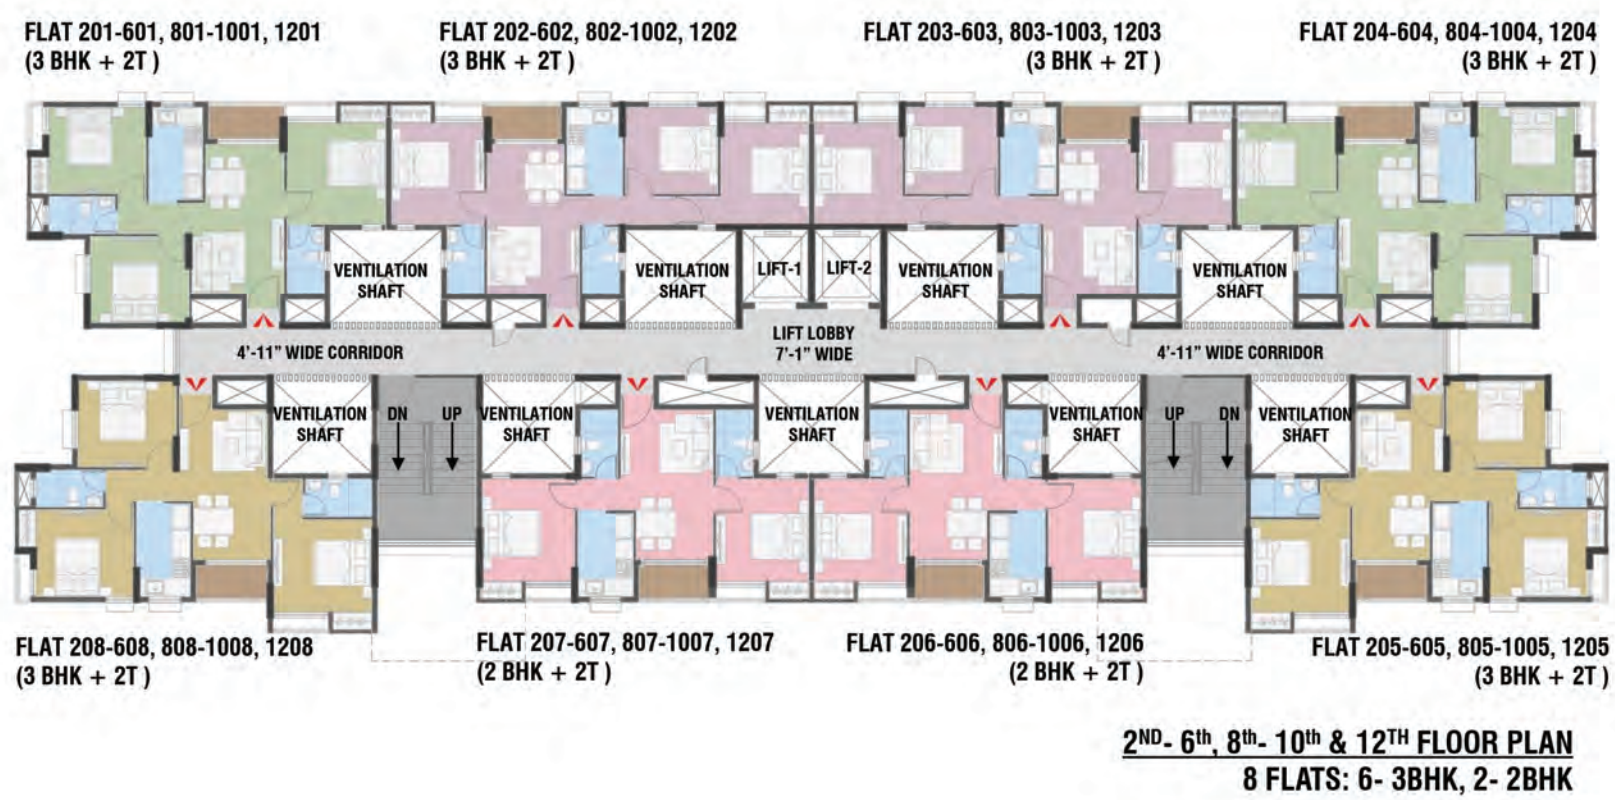 FLAT 201-601, 801-1001, 1201
(3 BHK + 2T )
FLAT 202-602, 802-1002, 1202
(3 BHK + 2T )
FLAT 203-603, 803-1003, 1203
(3 BHK + 2T )
FLAT 204-604, 804-1004, 1204
(3 BHK + 2T )
VENTILATION
SHAFT
VENTILATION
SHAFT
LIFT-1
LIFT-2
VENTILATION
SHAFT
VENTILATION
SHAFT
4'-11" WIDE CORRIDOR
LIFT LOBBY
7'-1" WIDE
4'-11" WIDE CORRIDOR
VENTILATION
SHAFT
DN
UP
VENTILATION
SHAFT
VENTILATION
SHAFT
VENTILATION
SHAFT
UP
DN
VENTILATION
SHAFT
FLAT 208-608, 808-1008, 1208
(3 BHK + 2T )
FLAT 207-607, 807-1007, 1207
(2 BHK + 2T )
FLAT 206-606, 806-1006, 1206
(2 BHK + 2T )
FLAT 205-605, 805-1005, 1205
(3 BHK + 2T )
2ND- 6th, 8th- 10th & 12TH FLOOR PLAN
8 FLATS: 6- 3BHK, 2- 2BHK